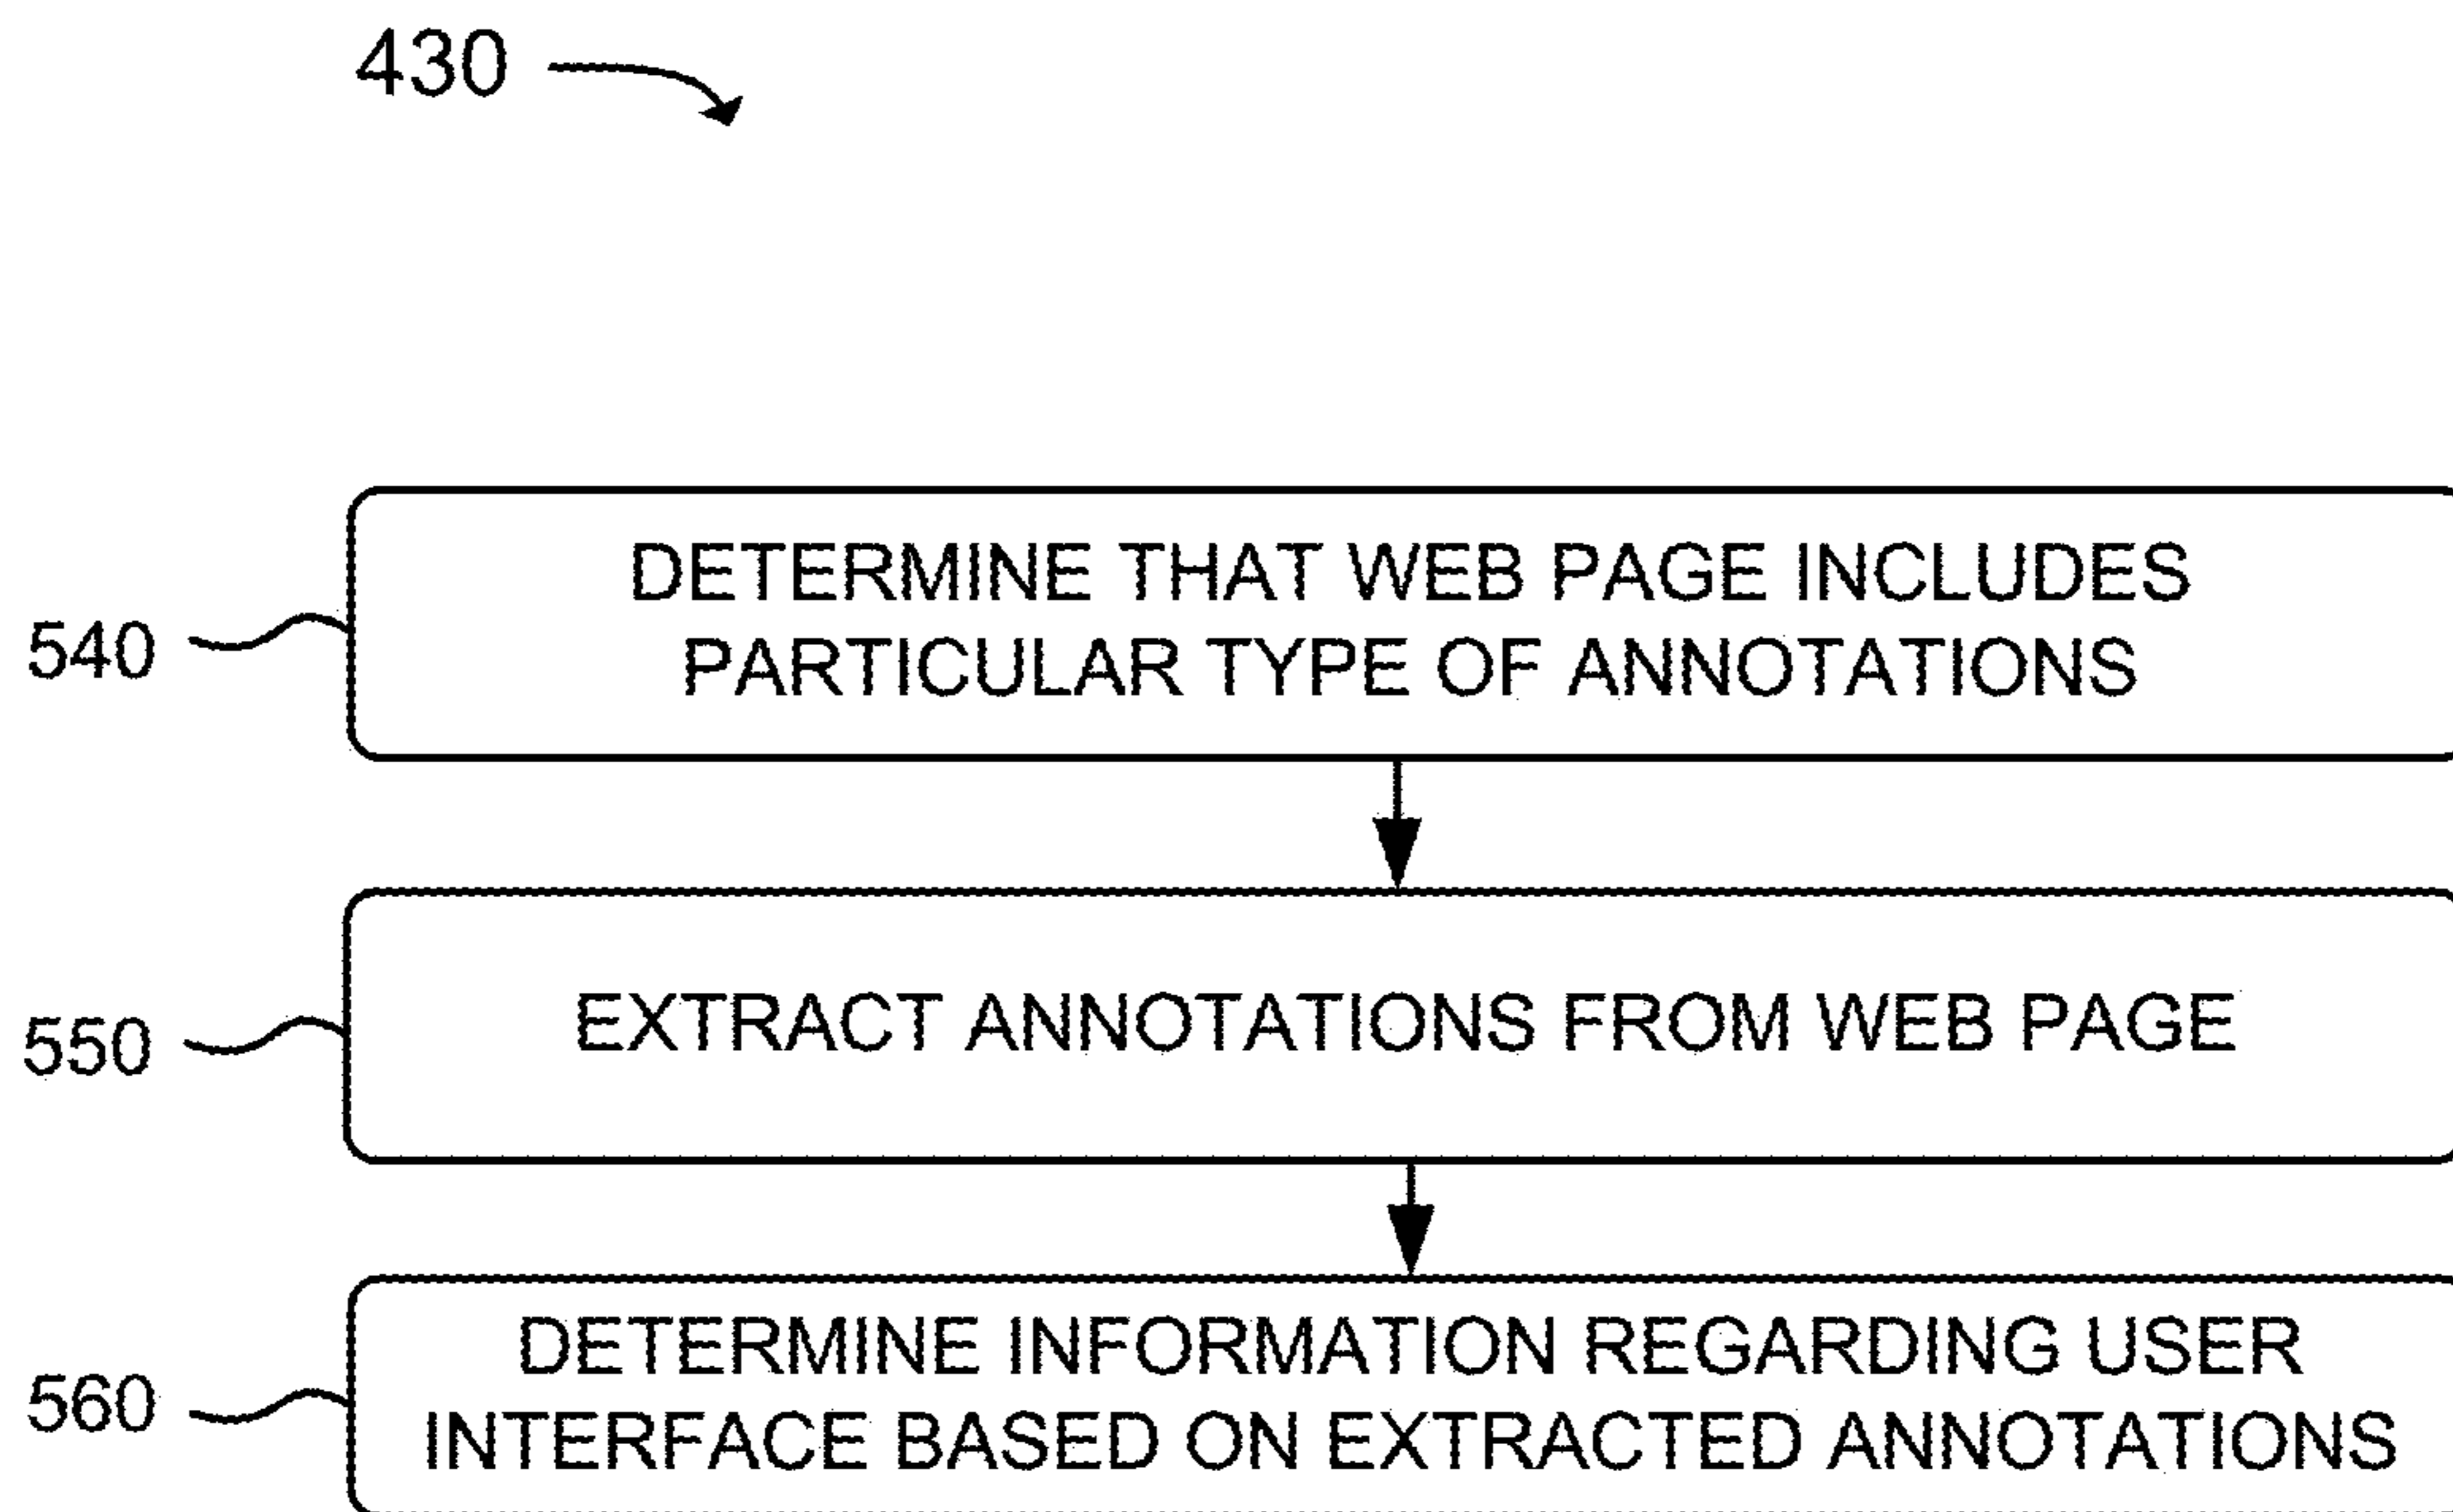 430
540
DETERMINE THAT WEB PAGE INCLUDES
PARTICULAR TYPE OF ANNOTATIONS
550
EXTRACT ANNOTATIONS FROM WEB PAGE
560
DETERMINE INFORMATION REGARDING USER
INTERFACE BASED ON EXTRACTED ANNOTATIONS